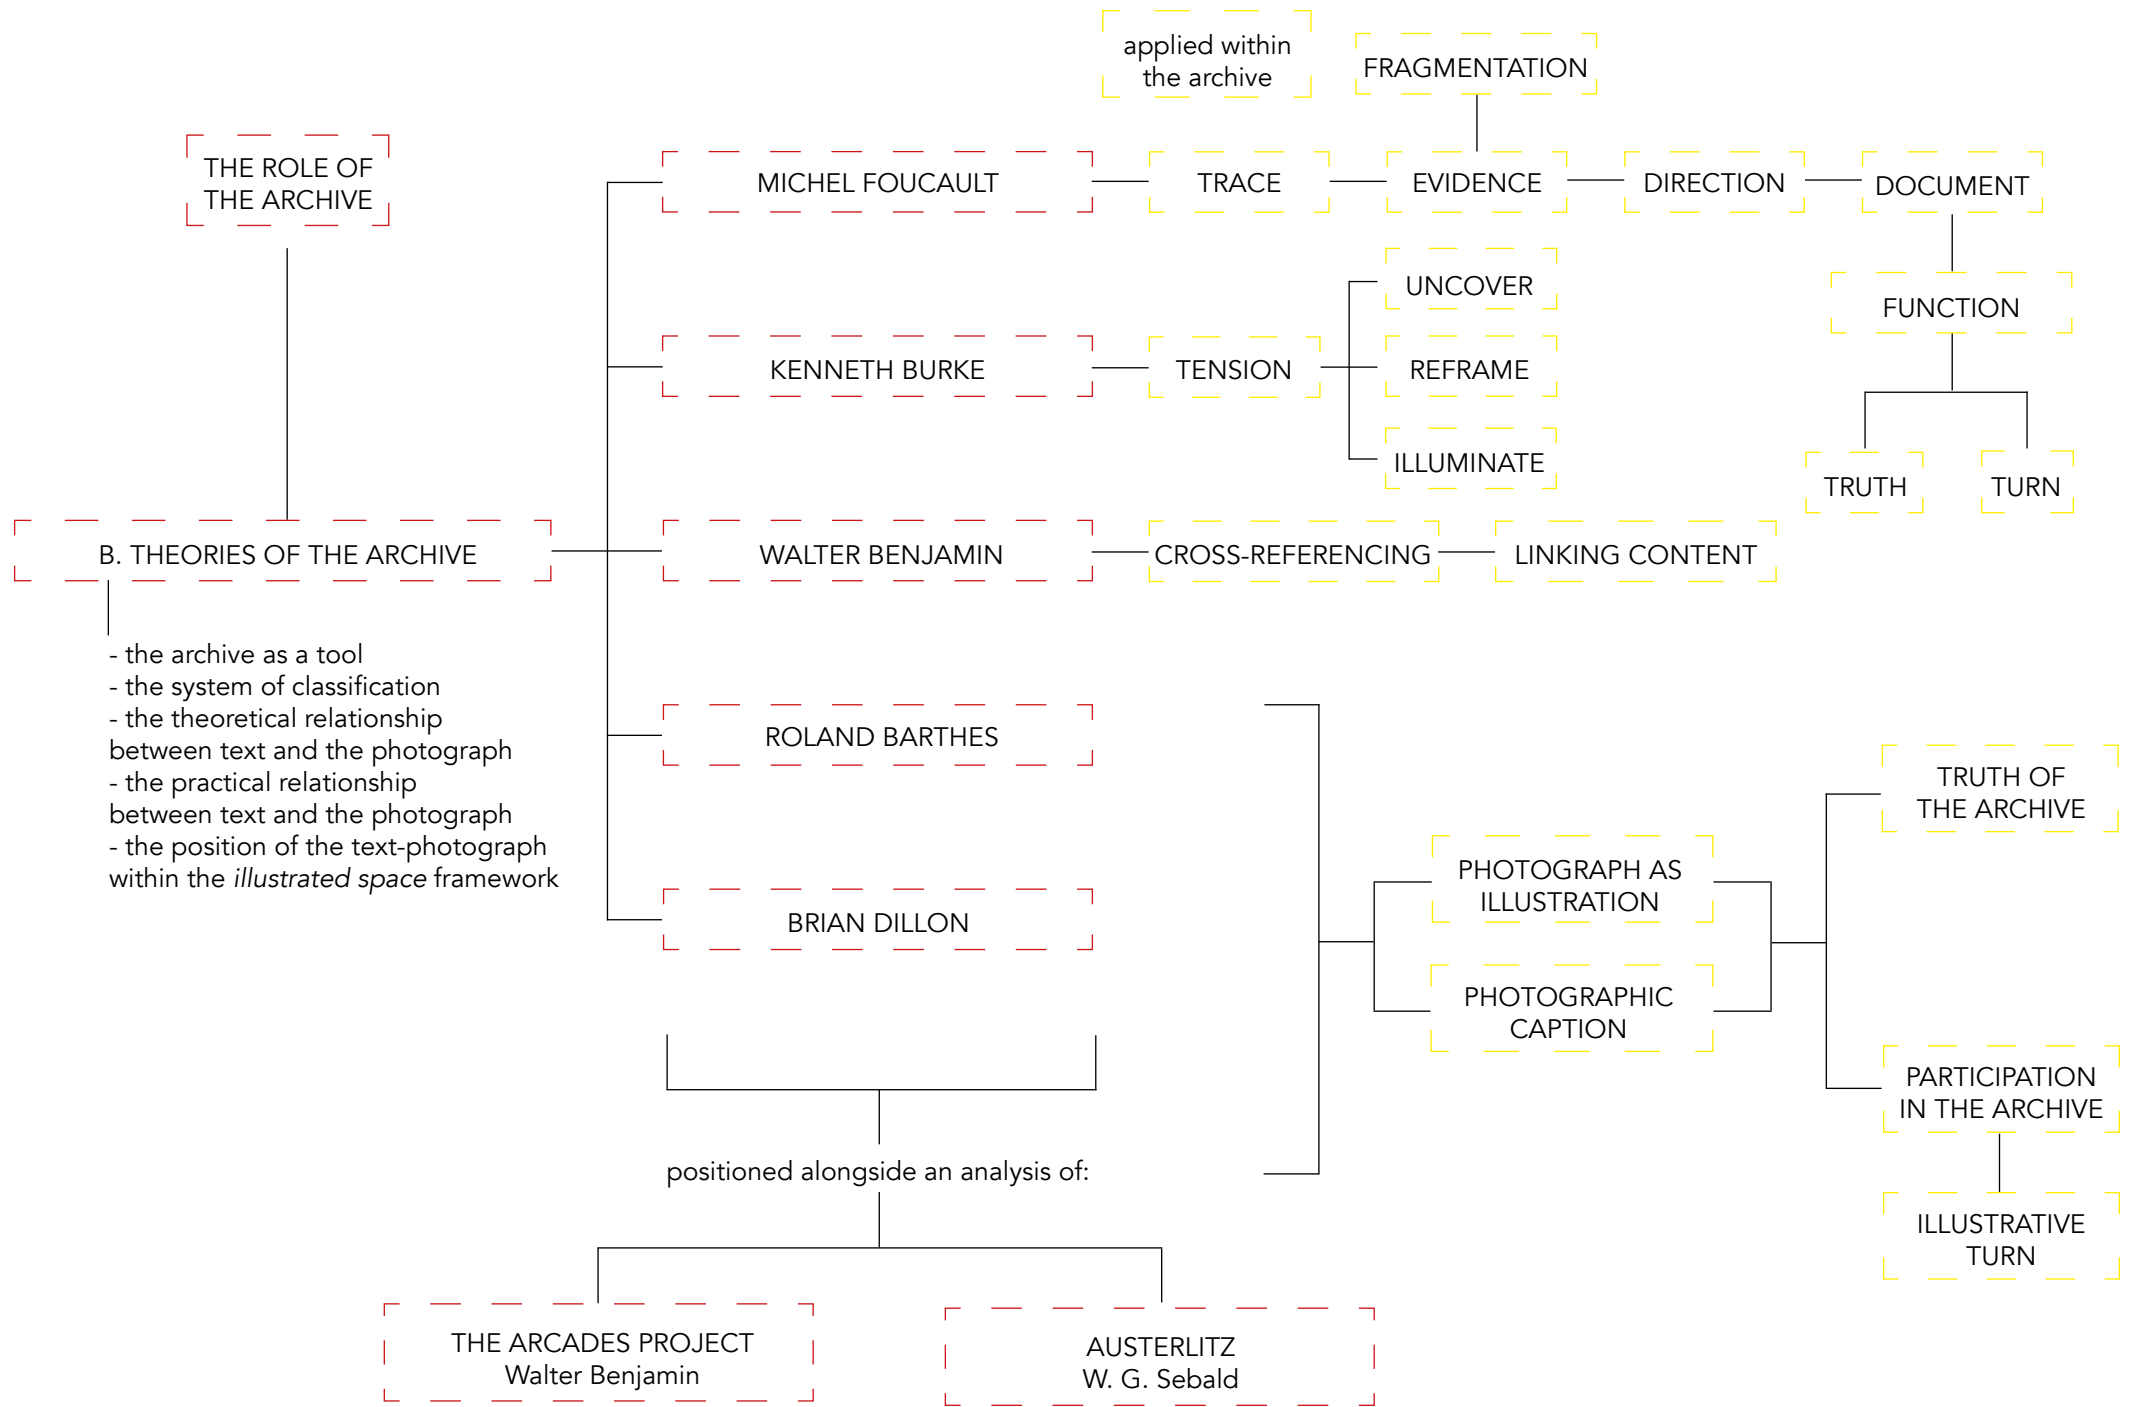 applied within
the archive
FRAGMENTATION
THE ROLE OF
THE ARCHIVE
MICHEL FOUCAULT
TRACE
EVIDENCE
DIRECTION
DOCUMENT
UNCOVER
FUNCTION
KENNETH BURKE
TENSION
REFRAME
ILLUMINATE
TRUTH
TURN
B. THEORIES OF THE ARCHIVE
WALTER BENJAMIN
CROSS-REFERENCING
LINKING CONTENT
- the archive as a tool
- the system of classification
- the theoretical relationship
between text and the photograph
- the practical relationship
between text and the photograph
- the position of the text-photograph
within the illustrated space framework
ROLAND BARTHES
BRIAN DILLON
PHOTOGRAPH AS
ILLUSTRATION
PHOTOGRAPHIC
CAPTION
TRUTH OF
THE ARCHIVE
PARTICIPATION
IN THE ARCHIVE
ILLUSTRATIVE
TURN
positioned alongside an analysis of:
THE ARCADES PROJECT
Walter Benjamin
AUSTERLITZ
W. G. Sebald